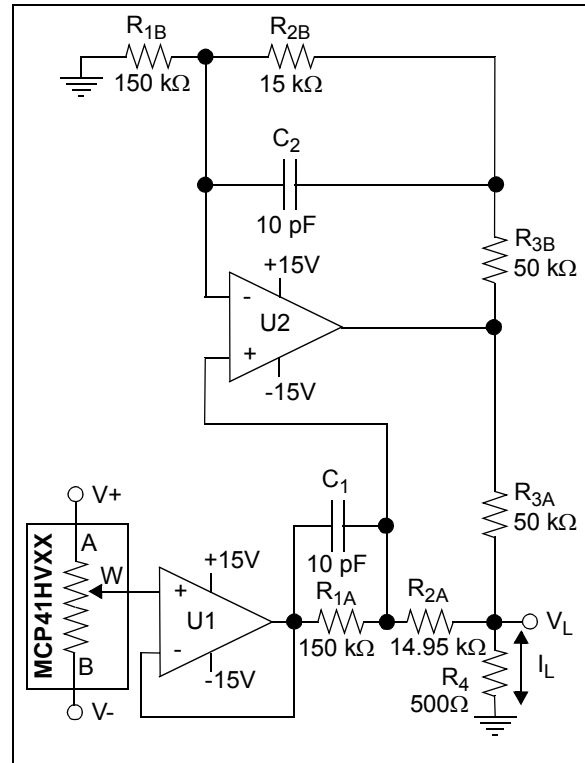 R1B
150 kΩ
R2B
15 kΩ
C2
10 pF
R3B
50 kΩ
+15V
-
U2
+
-15V
R3A
50 kΩ
V+
MCP41HVXX
A
W
B
V-
+15V
+
U1
-
-15V
C1
10 pF
R1A
150 kΩ
R2A
14.95 kΩ
VL
IL
R4
500Ω